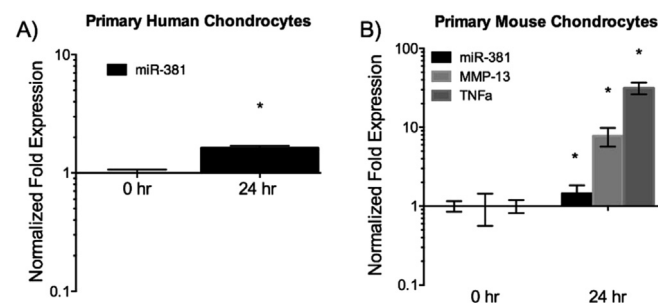 A)
Primary Human Chondrocytes
Normalized Fold Expression
10
1
0.1
miR-381
*
0 hr
24 hr
B)
Primary Mouse Chondrocytes
Normalized Fold Expression
100
10
1
0.1
miR-381
MMP-13
TNFa
*
*
*
0 hr
24 hr